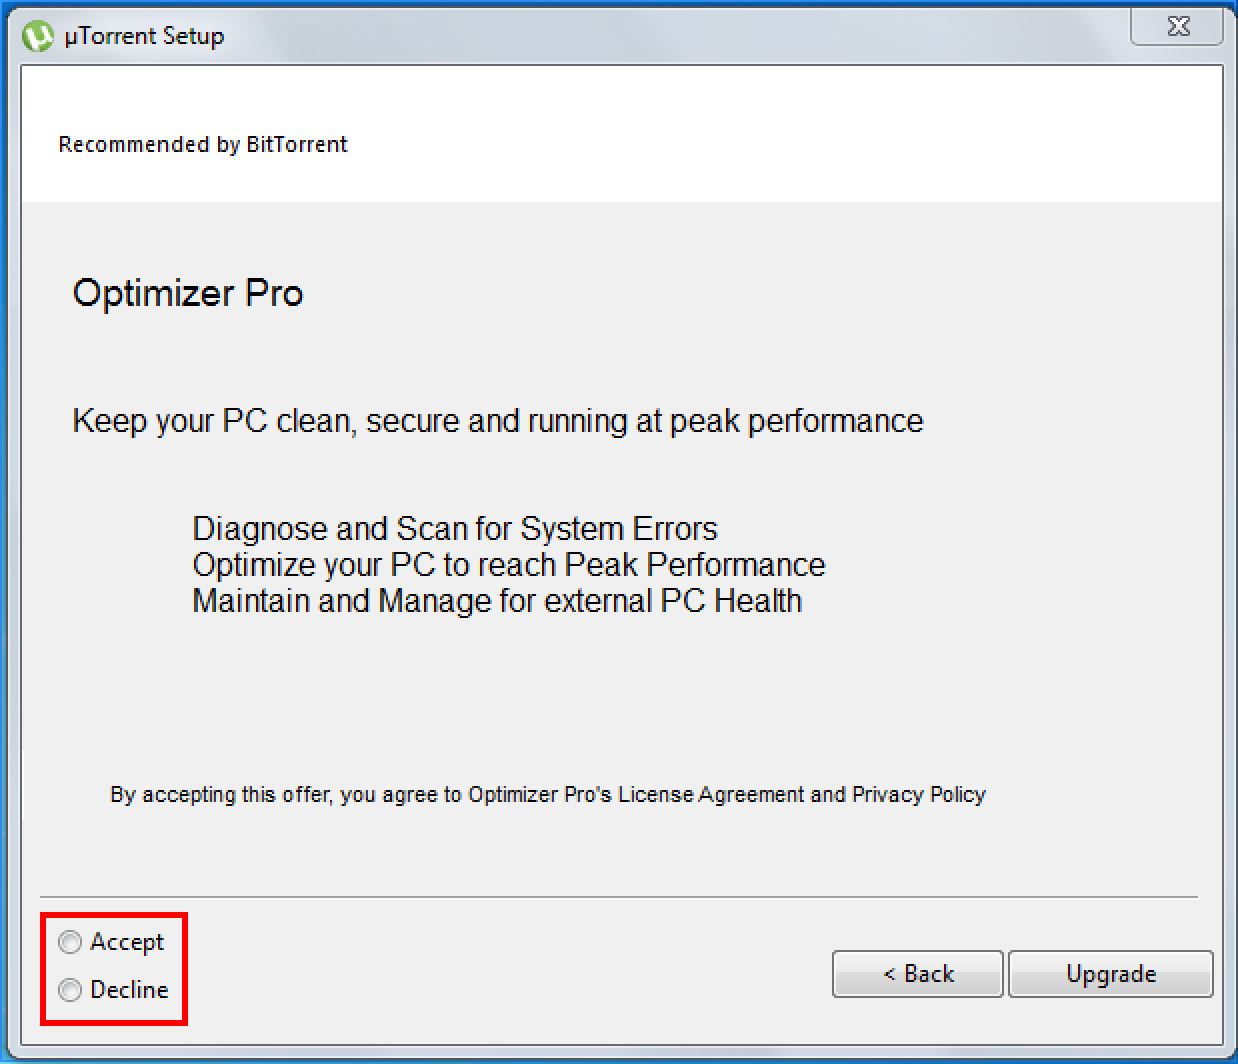 µTorrent Setup
Recommended by BitTorrent
Optimizer Pro
Keep your PC clean, secure and running at peak performance
Diagnose and Scan for System Errors
Optimize your PC to reach Peak Performance
Maintain and Manage for external PC Health
By accepting this offer, you agree to Optimizer Pro's License Agreement and Privacy Policy
Accept
Decline
< Back
Upgrade